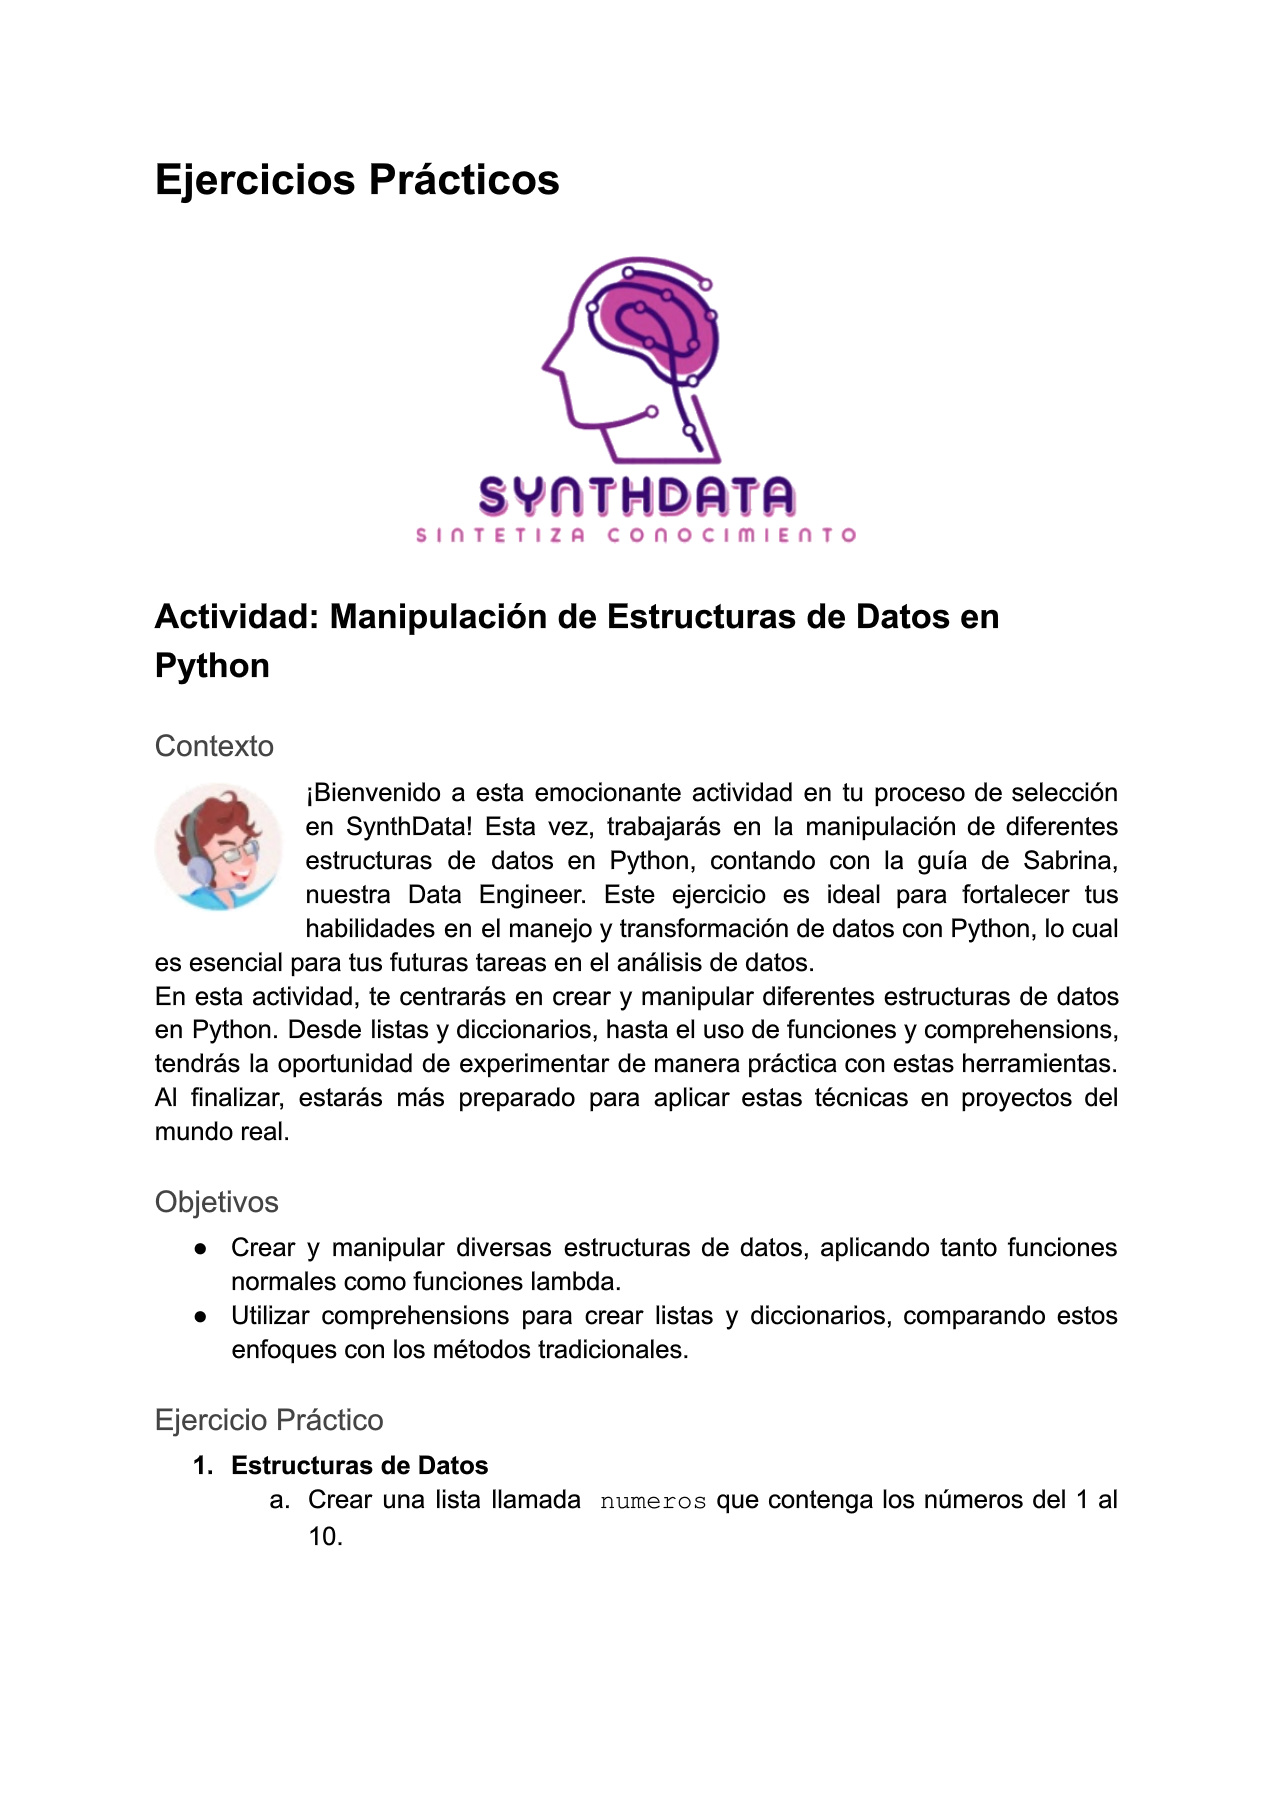 Ejercicios Prácticos
SYNTHDATA
SINTETIZA CONOCIMIENTO
Actividad: Manipulación de Estructuras de Datos en
Python
Contexto
¡Bienvenido a esta emocionante actividad en tu proceso de selección
en SynthData! Esta vez, trabajarás en la manipulación de diferentes
estructuras de datos en Python, contando con la guía de Sabrina,
nuestra Data Engineer. Este ejercicio es ideal para fortalecer tus
habilidades en el manejo y transformación de datos con Python, lo cual
es esencial para tus futuras tareas en el análisis de datos.
En esta actividad, te centrarás en crear y manipular diferentes estructuras de datos
en Python. Desde listas y diccionarios, hasta el uso de funciones y comprehensions,
tendrás la oportunidad de experimentar de manera práctica con estas herramientas.
Al finalizar, estarás más preparado para aplicar estas técnicas en proyectos del
mundo real.
Objetivos
● Crear y manipular diversas estructuras de datos, aplicando tanto funciones
normales como funciones lambda.
● Utilizar comprehensions para crear listas y diccionarios, comparando estos
enfoques con los métodos tradicionales.
Ejercicio Práctico
1. Estructuras de Datos
a. Crear una lista llamada numeros que contenga los números del 1 al
10.